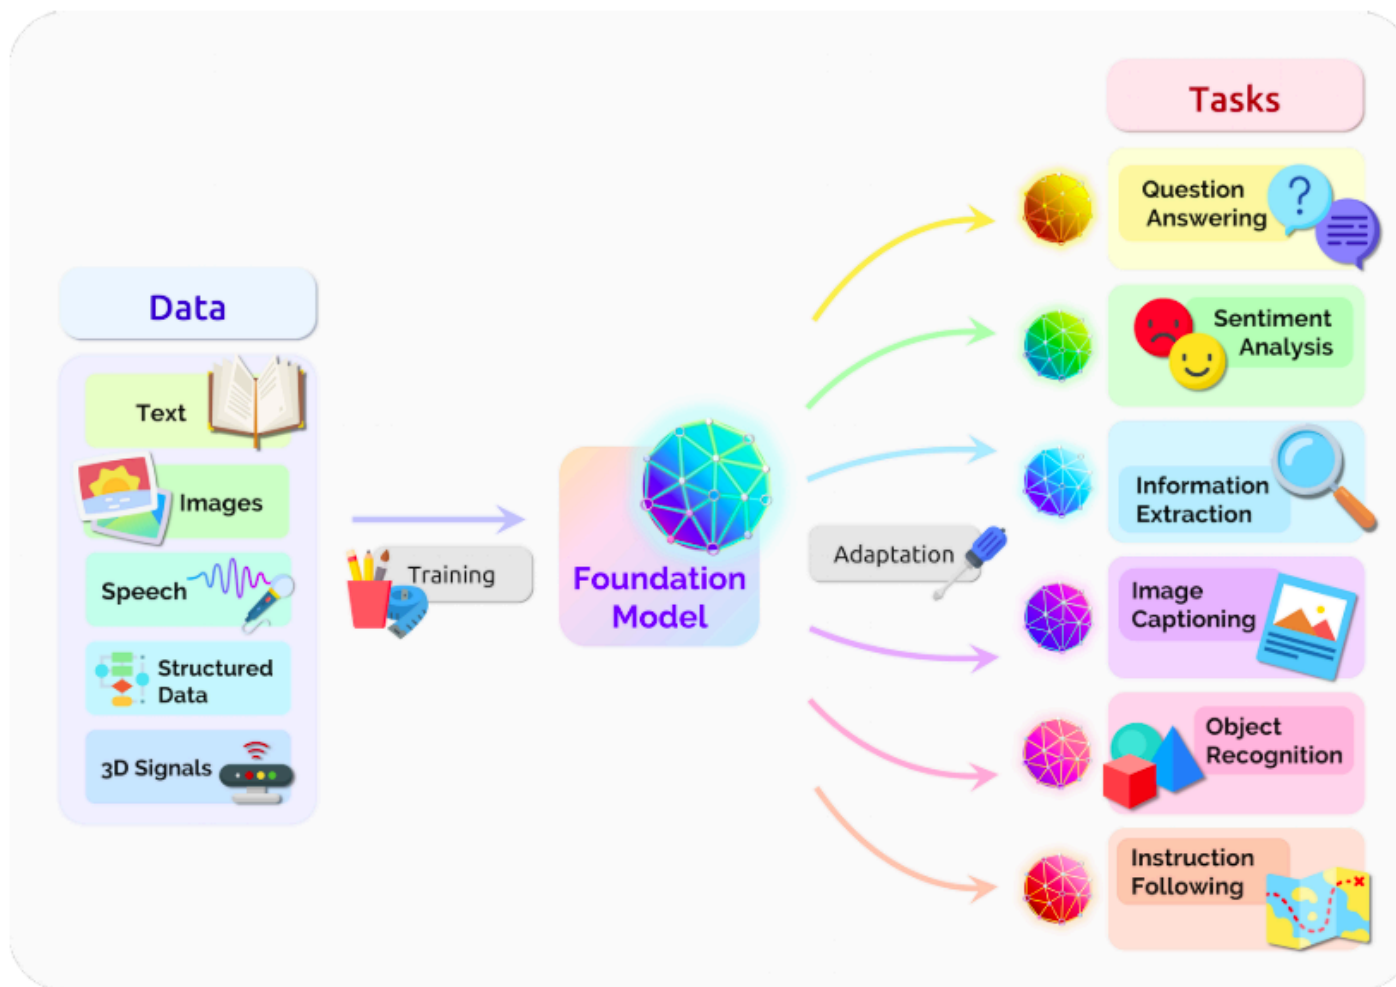 Data
Text
Images
Speech
Structured
Data
3D Signals
Training
Foundation
Model
Adaptation
Tasks
Question
Answering
?
Sentiment
Analysis
Information
Extraction
Image
Captioning
Object
Recognition
Instruction
Following